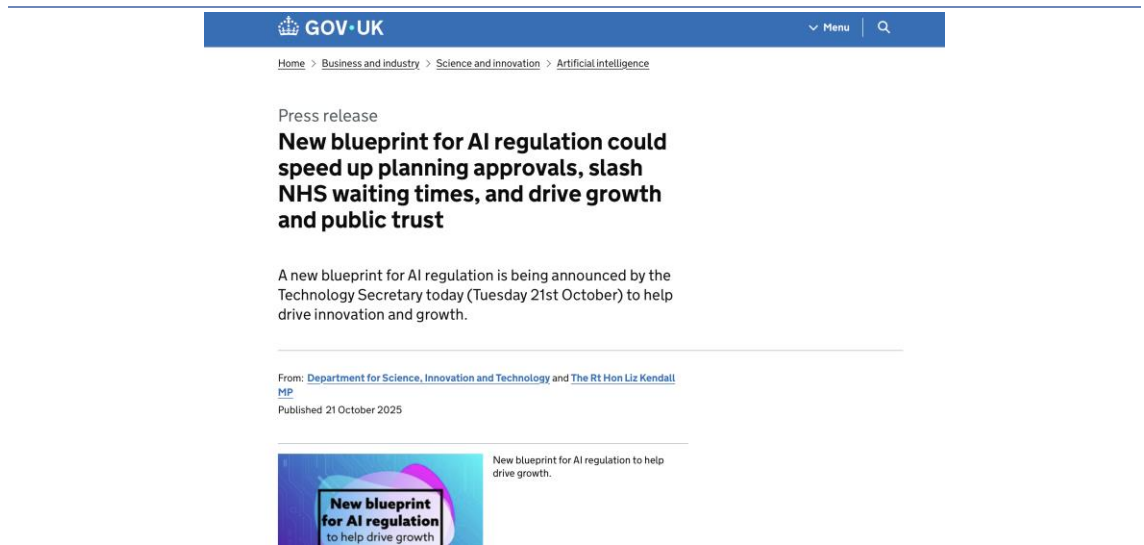 GOV·UK
Menu
Home > Business and industry > Science and innovation > Artificial intelligence
Press release
New blueprint for AI regulation could
speed up planning approvals, slash
NHS waiting times, and drive growth
and public trust
A new blueprint for AI regulation is being announced by the
Technology Secretary today (Tuesday 21st October) to help
drive innovation and growth.
From: Department for Science, Innovation and Technology and The Rt Hon Liz Kendall
MP
Published 21 October 2025
New blueprint
for AI regulation
to help drive growth
New blueprint for AI regulation to help
drive growth.